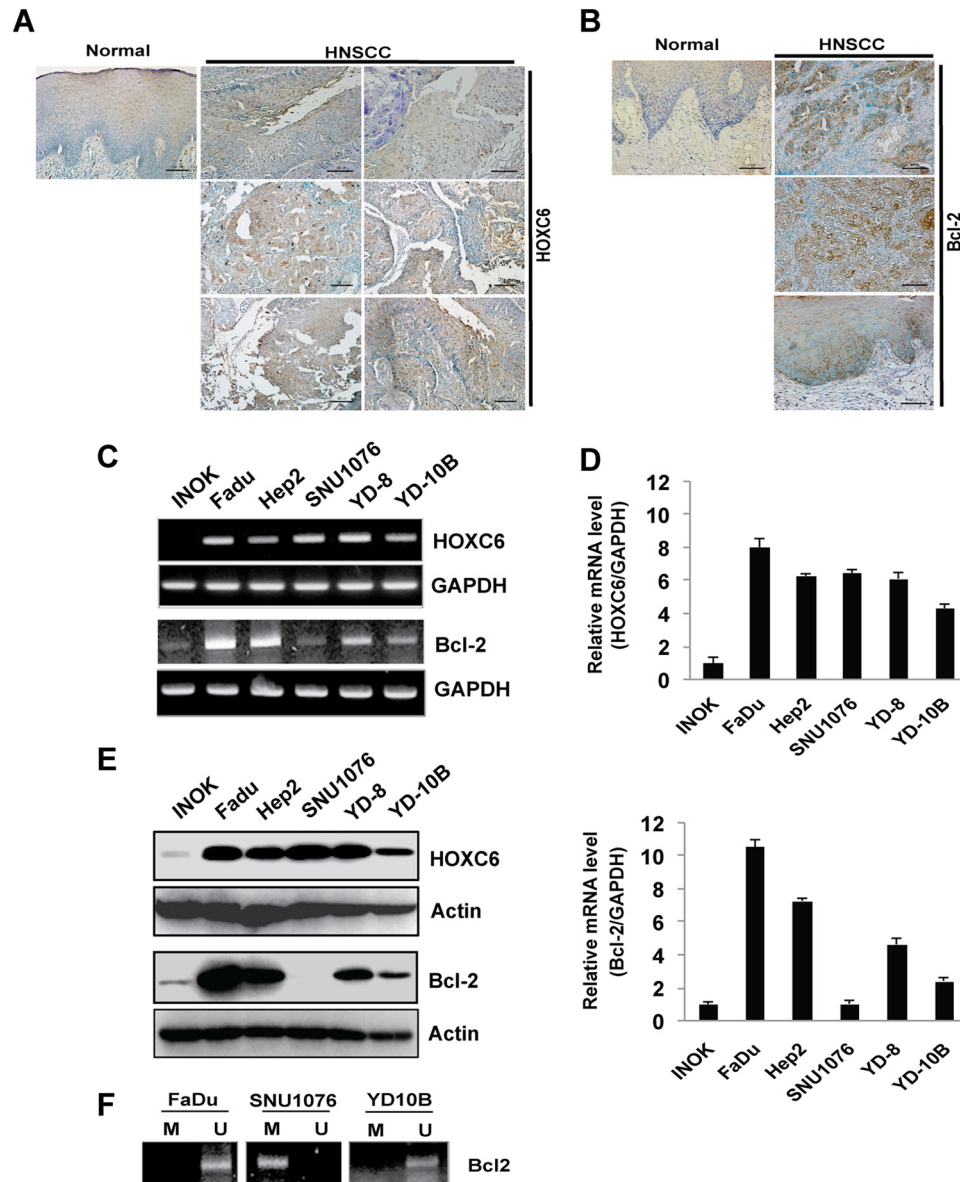 A
Normal
HNSCC
HOXC6
B
Normal
HNSCC
Bcl-2
C
INOK Fadu Hep2 SNU1076 YD-8 YD-10B
HOXC6
GAPDH
Bcl-2
GAPDH
D
Relative mRNA level
(HOXC6/GAPDH)
12
10
8
6
4
2
0
INOK FaDu Hep2 SNU1076 YD-8 YD-10B
E
INOK Fadu Hep2 SNU1076 YD-8 YD-10B
HOXC6
Actin
Bcl-2
Actin
Relative mRNA level
(Bcl-2/GAPDH)
12
10
8
6
4
2
0
INOK FaDu Hep2 SNU1076 YD-8 YD-10B
F
FaDu SNU1076 YD10B
M U M U M U
Bcl2